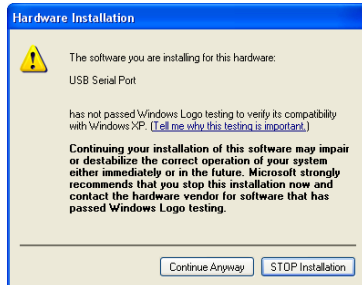 Hardware Installation
The software you are installing for this hardware:
USB Serial Port
has not passed Windows Logo testing to verify its compatibility
with Windows XP. (Tell me why this testing is important.)
Continuing your installation of this software may impair
or destabilize the correct operation of your system
either immediately or in the future. Microsoft strongly
recommends that you stop this installation now and
contact the hardware vendor for software that has
passed Windows Logo testing.
Continue Anyway STOP Installation